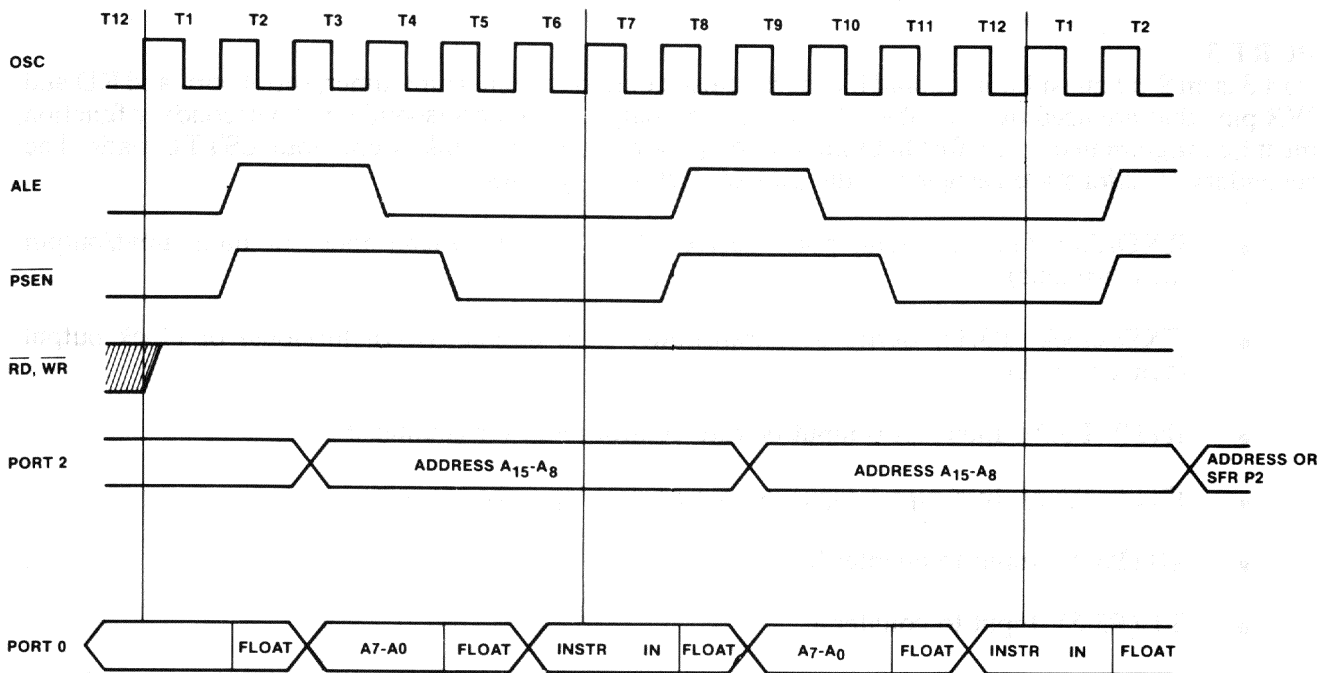 T12 T1 T2 T3 T4 T5 T6 T7 T8 T9 T10 T11 T12 T1 T2
OSC
ALE
PSEN
RD, WR
PORT 2 ADDRESS A15-A8 ADDRESS A15-A8 ADDRESS OR
SFR P2
PORT 0 FLOAT A7-A0 FLOAT INSTR IN FLOAT A7-A0 FLOAT INSTR IN FLOAT